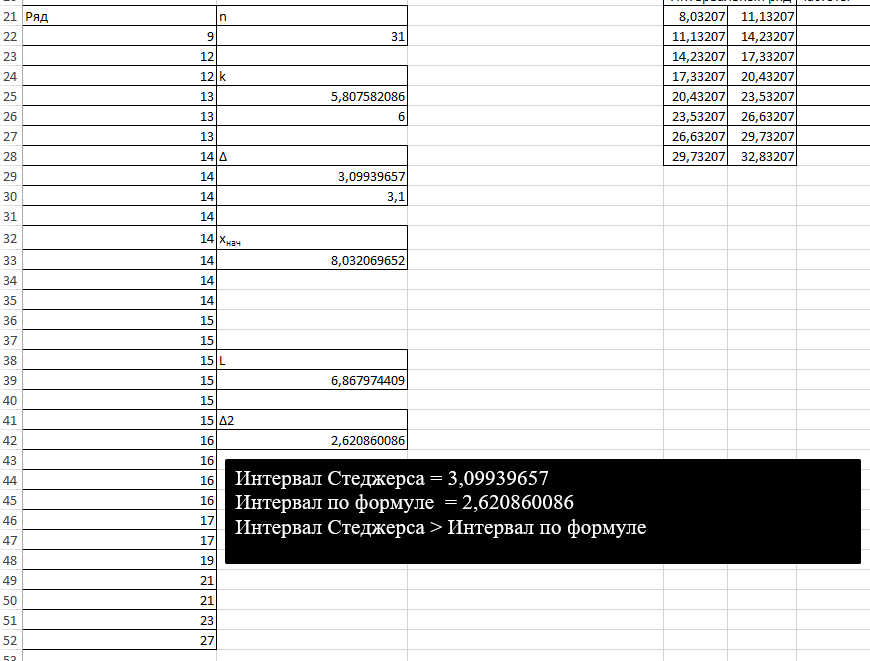 20 Интервальный ряд Частоты
21 Ряд n 8,03207 11,13207
22 9 31 11,13207 14,23207
23 12 14,23207 17,33207
24 12 k 17,33207 20,43207
25 13 5,807582086 20,43207 23,53207
26 13 6 23,53207 26,63207
27 13 26,63207 29,73207
28 14 Δ 29,73207 32,83207
29 14 3,09939657
30 14 3,1
31 14
32 14 xнач
33 14 8,032069652
34 14
35 14
36 15
37 15
38 15 L
39 15 6,867974409
40 15
41 15 Δ2
42 16 2,620860086
43 16
44 16
45 16
46 17
47 17
48 19
49 21
50 21
51 23
52 27
53
Интервал Стеджерса = 3,09939657
Интервал по формуле = 2,620860086
Интервал Стеджерса > Интервал по формуле